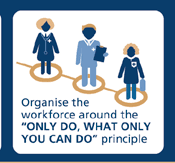 Organise the
workforce around the
“ONLY DO, WHAT ONLY
YOU CAN DO” principle